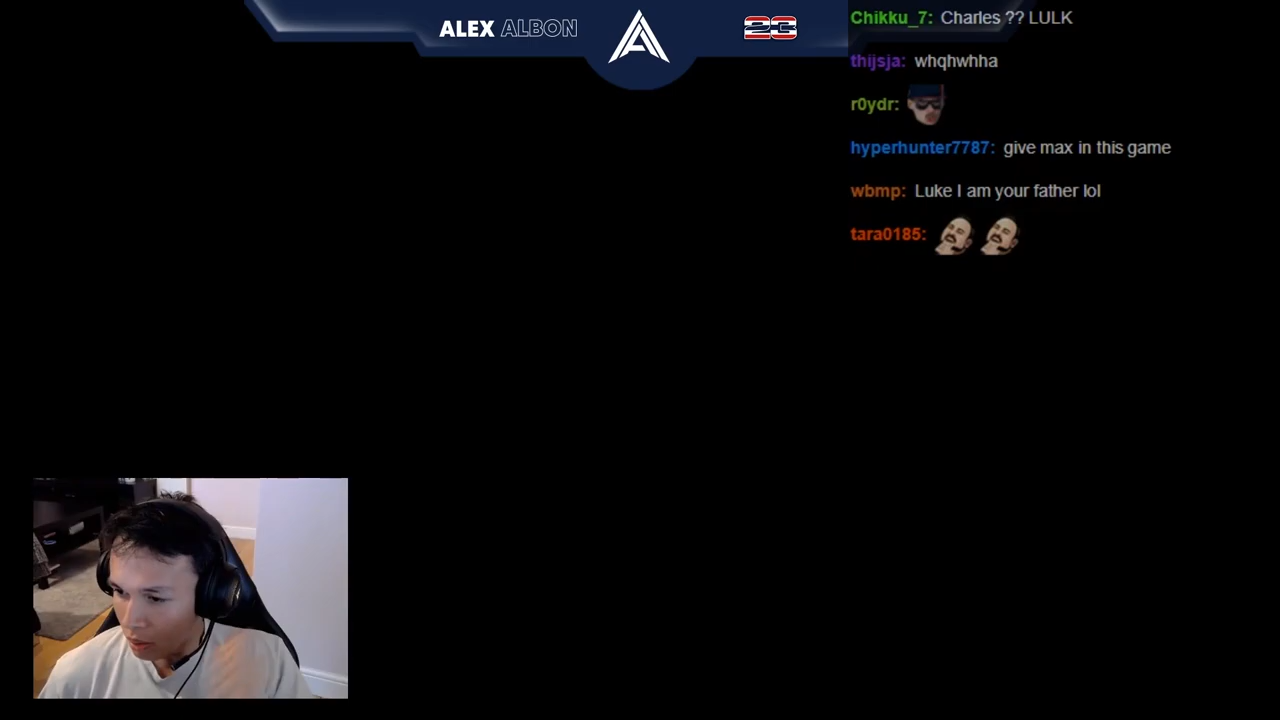 ALEX ALBON
23
Chikku_7: Charles ?? LULK
thijsja: whqhwhha
r0ydr:
hyperhunter7787: give max in this game
wbmp: Luke I am your father lol
tara0185: